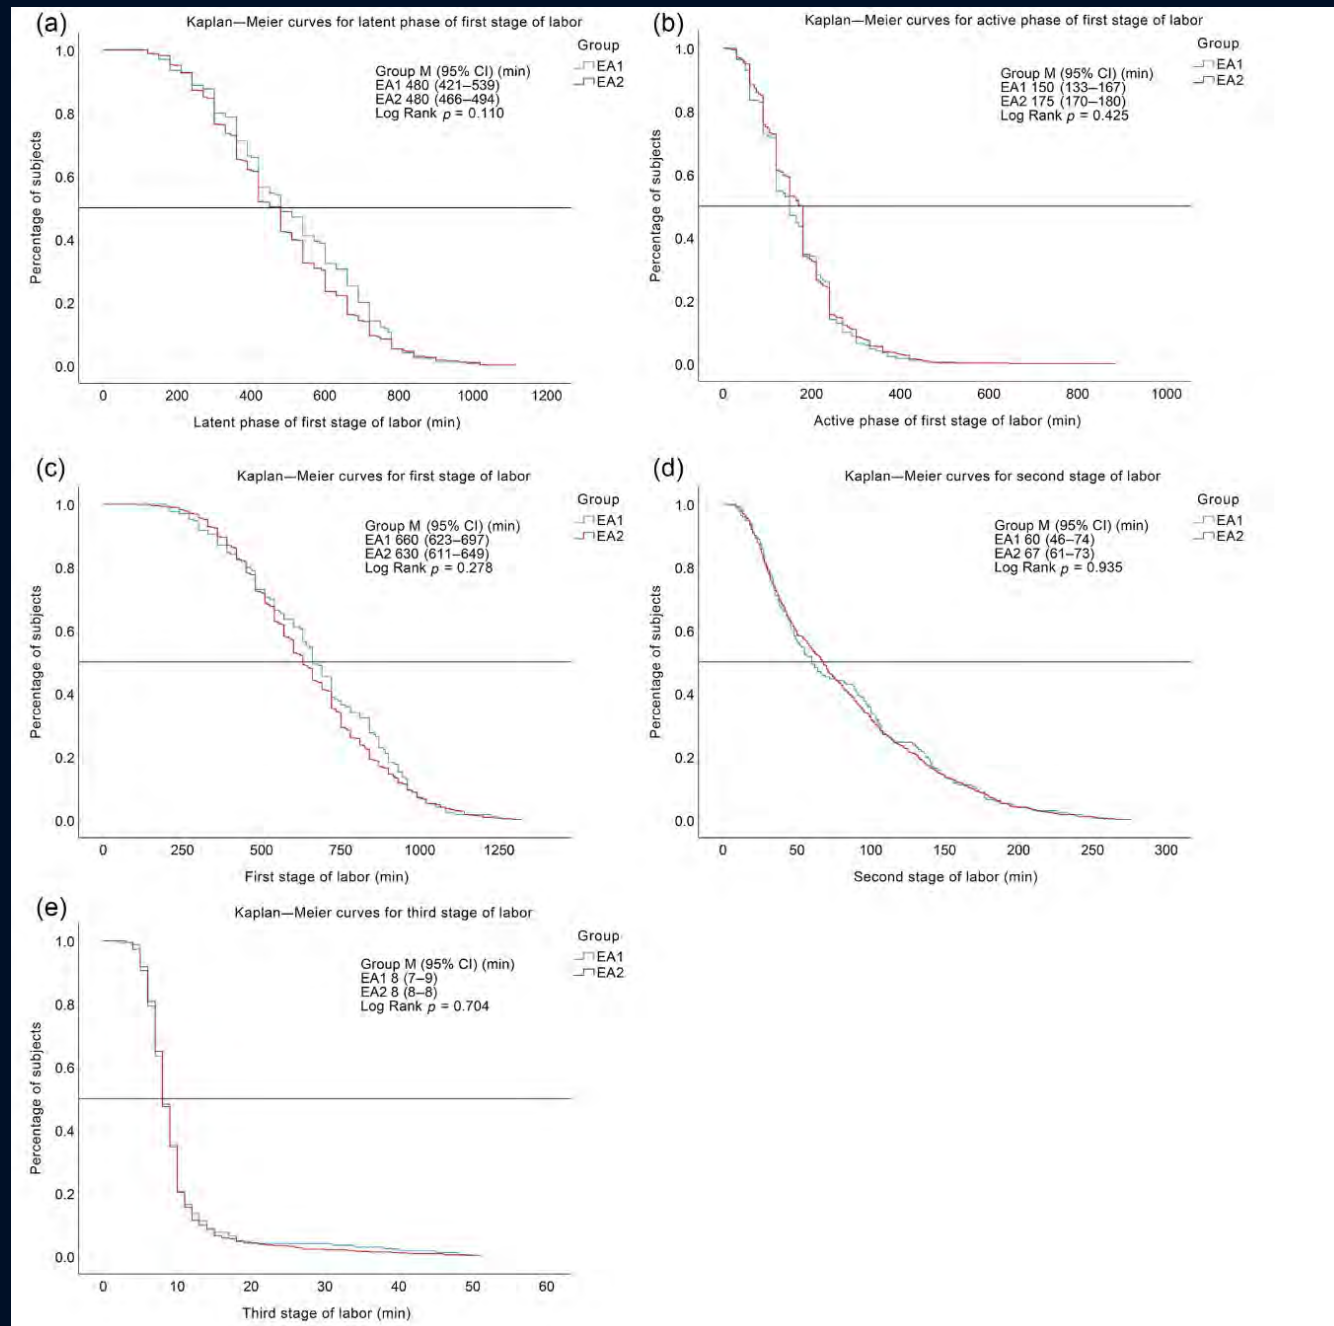 (a)
Kaplan—Meier curves for latent phase of first stage of labor
Group
EA1
EA2
Group M (95% CI) (min)
EA1 480 (421–539)
EA2 480 (466–494)
Log Rank p = 0.110
Percentage of subjects
1.0
0.8
0.6
0.4
0.2
0.0
0 200 400 600 800 1000 1200
Latent phase of first stage of labor (min)
(b)
Kaplan—Meier curves for active phase of first stage of labor
Group
EA1
EA2
Group M (95% CI) (min)
EA1 150 (133–167)
EA2 175 (170–180)
Log Rank p = 0.425
Percentage of subjects
1.0
0.8
0.6
0.4
0.2
0.0
0 200 400 600 800 1000
Active phase of first stage of labor (min)
(c)
Kaplan—Meier curves for first stage of labor
Group
EA1
EA2
Group M (95% CI) (min)
EA1 660 (623–697)
EA2 630 (611–649)
Log Rank p = 0.278
Percentage of subjects
1.0
0.8
0.6
0.4
0.2
0.0
0 250 500 750 1000 1250
First stage of labor (min)
(d)
Kaplan—Meier curves for second stage of labor
Group
EA1
EA2
Group M (95% CI) (min)
EA1 60 (46–74)
EA2 67 (61–73)
Log Rank p = 0.935
Percentage of subjects
1.0
0.8
0.6
0.4
0.2
0.0
0 50 100 150 200 250 300
Second stage of labor (min)
(e)
Kaplan—Meier curves for third stage of labor
Group
EA1
EA2
Group M (95% CI) (min)
EA1 8 (7–9)
EA2 8 (8–8)
Log Rank p = 0.704
Percentage of subjects
1.0
0.8
0.6
0.4
0.2
0.0
0 10 20 30 40 50 60
Third stage of labor (min)